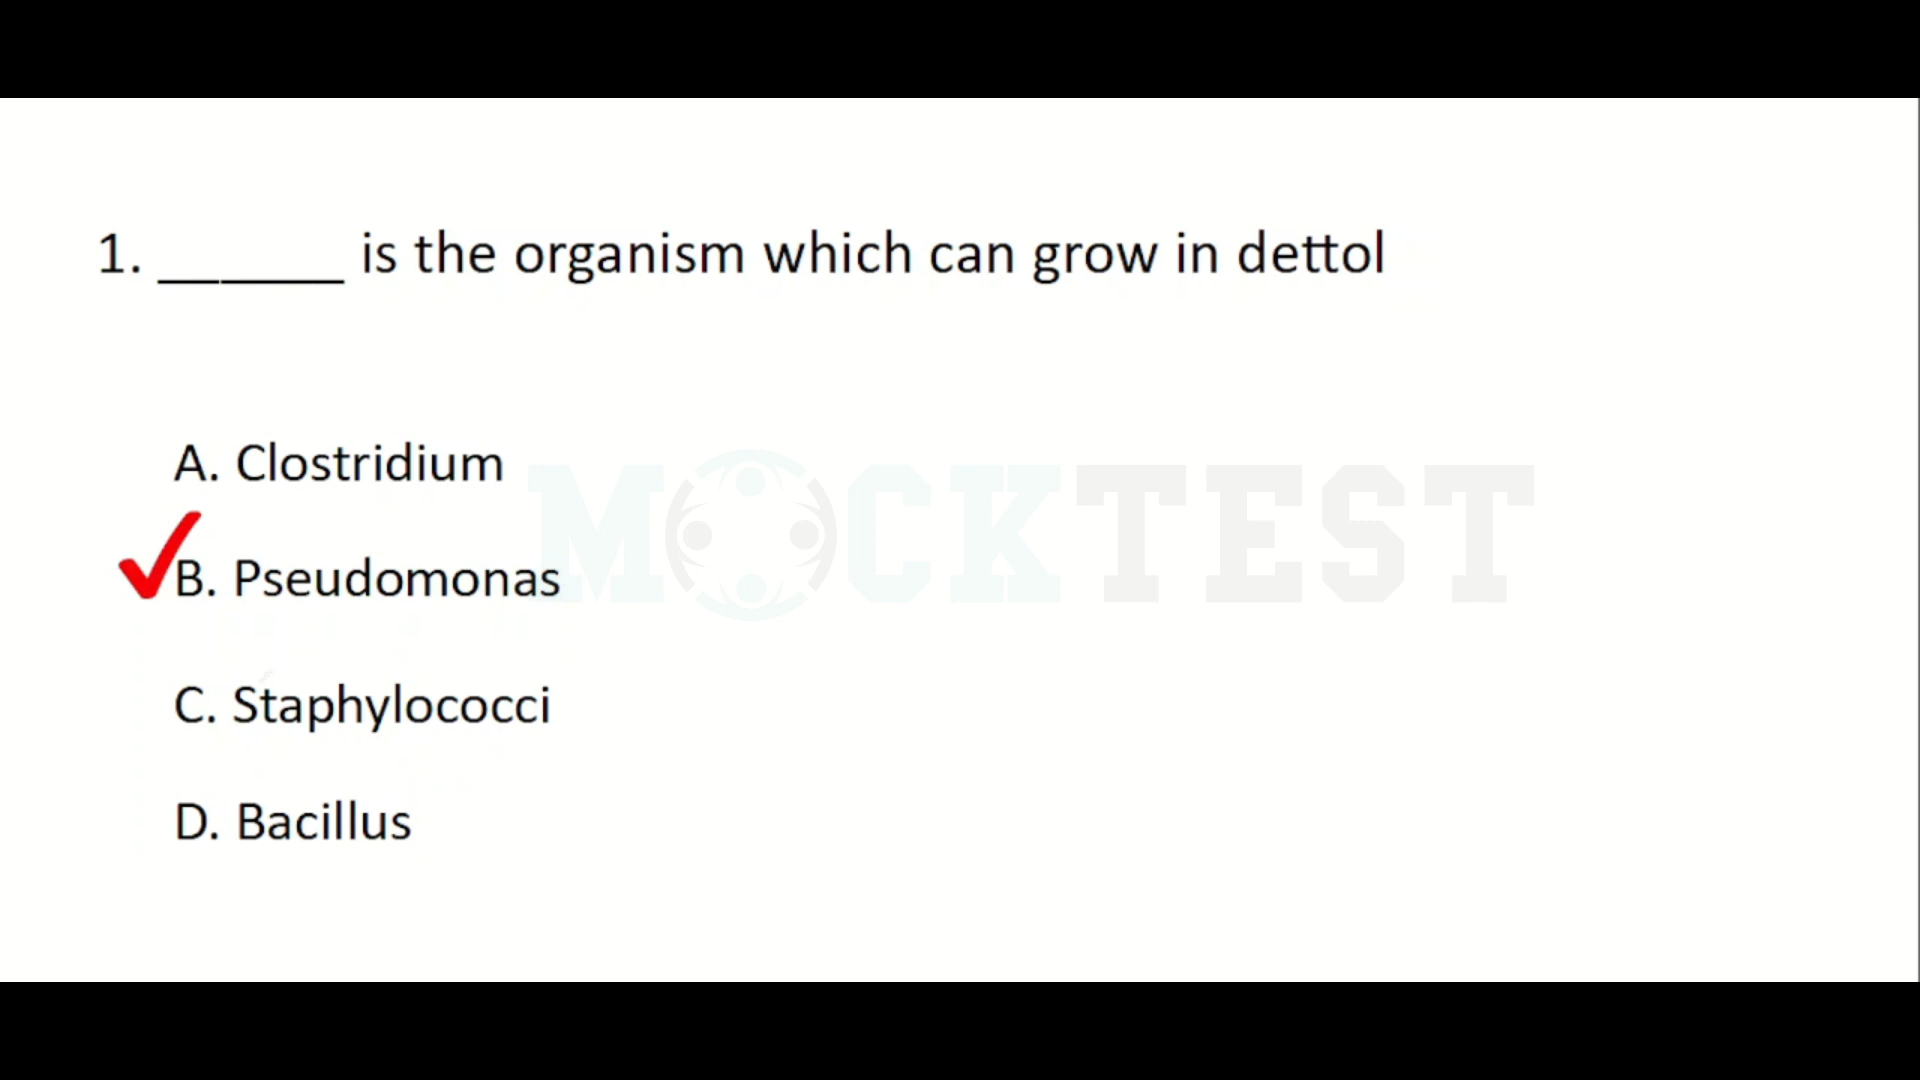 1. ______ is the organism which can grow in dettol
A. Clostridium
MOCKTEST
B. Pseudomonas
C. Staphylococci
D. Bacillus